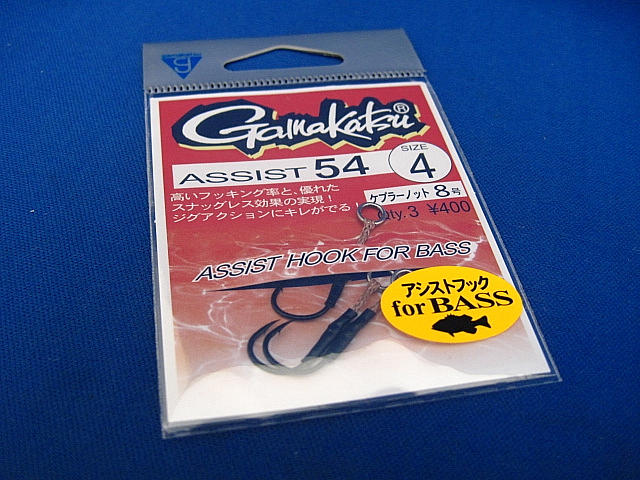 Gamakatsu®
ASSIST 54
SIZE
4
高いフッキング率と、優れた
スナッグレス効果の実現!
ジグアクションにキレがでる!
ケプラーノット 8号
Qty.3 ¥400
ASSIST HOOK FOR BASS
アシストフック
for BASS